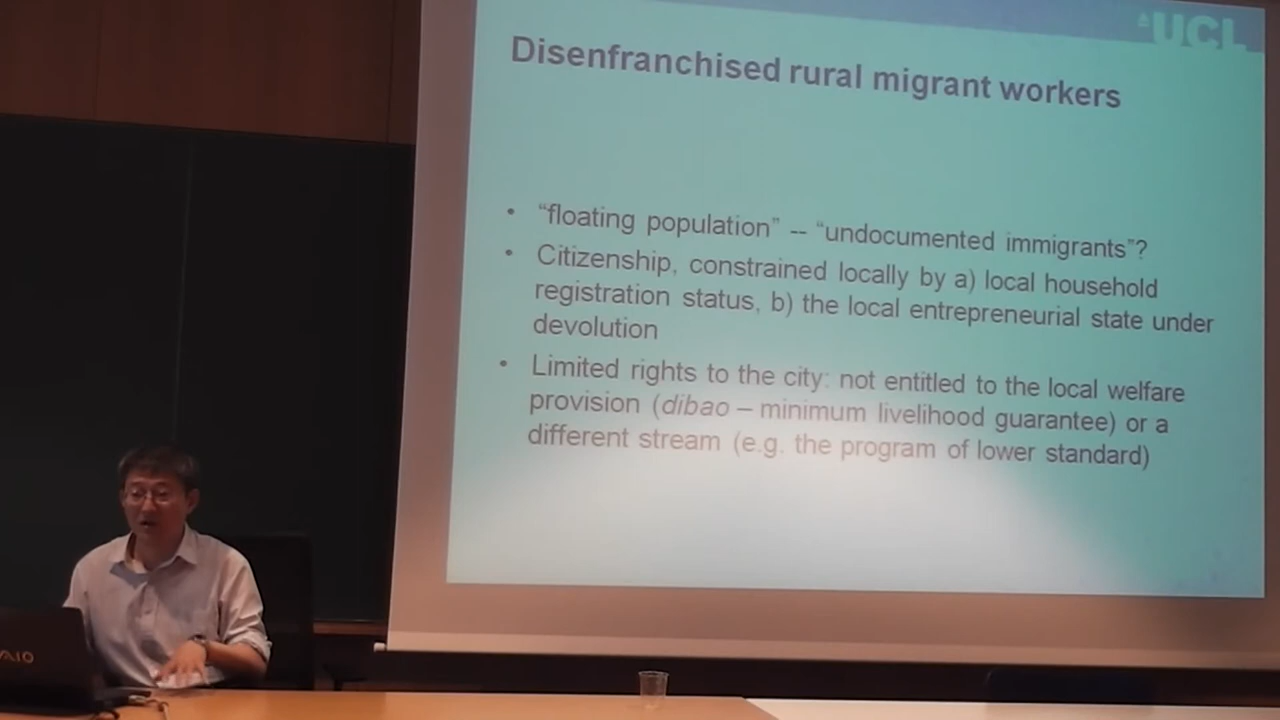 UCL
Disenfranchised rural migrant workers
• “floating population” -- “undocumented immigrants”?
• Citizenship, constrained locally by a) local household
registration status, b) the local entrepreneurial state under
devolution
• Limited rights to the city: not entitled to the local welfare
provision (dibao – minimum livelihood guarantee) or a
different stream (e.g. the program of lower standard)
VAIO